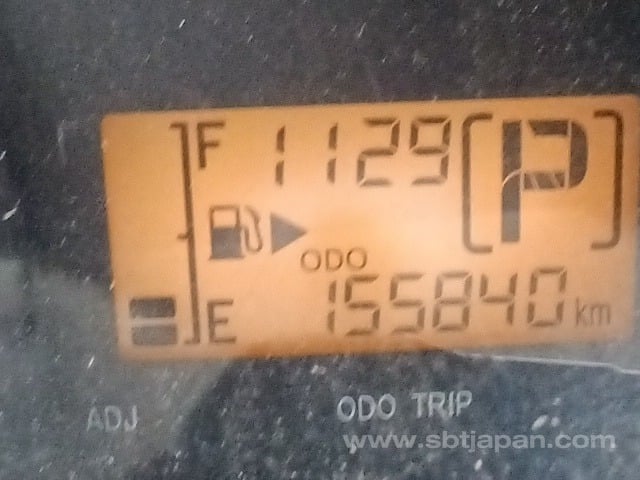 F 1129 [P]
ODO
E 155840 km
ADJ ODO TRIP
www.sbtjapan.com